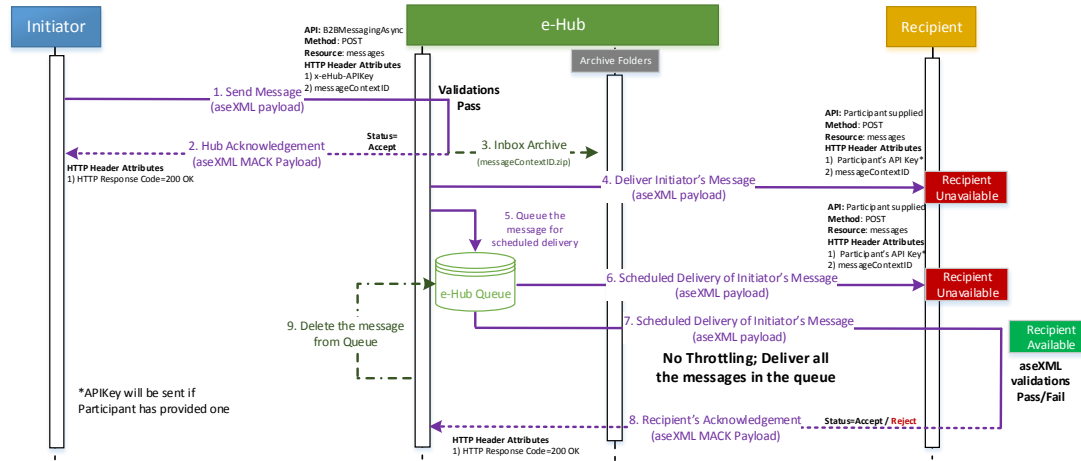 Initiator
e-Hub
Recipient
API: B2BMessagingAsync
Method: POST
Resource: messages
HTTP Header Attributes
1) x-eHub-APIKey
2) messageContextID
Archive Folders
1. Send Message
(aseXML payload)
Validations
Pass
2. Hub Acknowledgement
(aseXML MACK Payload)
Status=
Accept
HTTP Header Attributes
1) HTTP Response Code=200 OK
3. Inbox Archive
(messageContextID.zip)
API: Participant supplied
Method: POST
Resource: messages
HTTP Header Attributes
1) Participant's API Key*
2) messageContextID
4. Deliver Initiator's Message
(aseXML payload)
Recipient
Unavailable
5. Queue the
message for
scheduled delivery
API: Participant supplied
Method: POST
Resource: messages
HTTP Header Attributes
1) Participant's API Key*
2) messageContextID
e-Hub Queue
6. Scheduled Delivery of Initiator's Message
(aseXML payload)
Recipient
Unavailable
7. Scheduled Delivery of Initiator's Message
(aseXML payload)
Recipient
Available
9. Delete the message
from Queue
No Throttling; Deliver all
the messages in the queue
aseXML
validations
Pass/Fail
*APIKey will be sent if
Participant has provided one
8. Recipient's Acknowledgement
(aseXML MACK Payload)
Status=Accept / Reject
HTTP Header Attributes
1) HTTP Response Code=200 OK